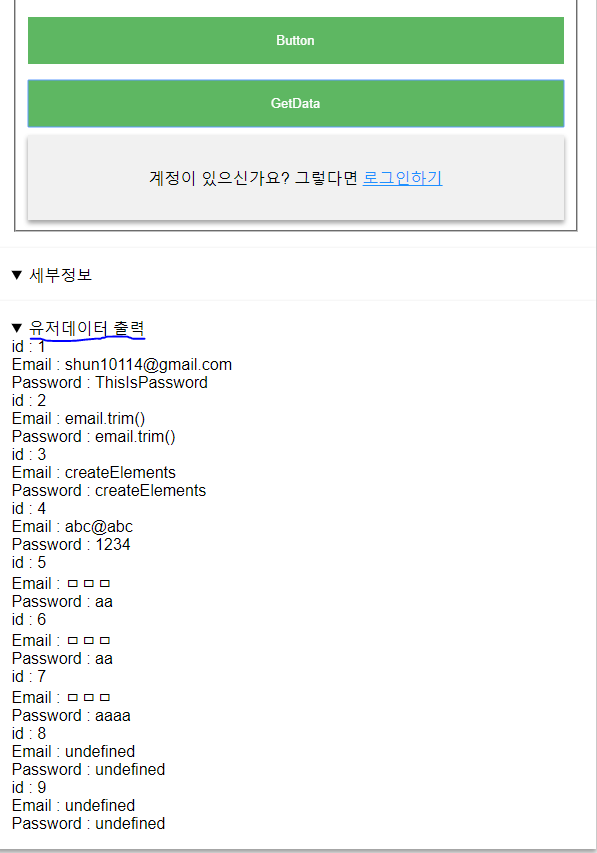 Button
GetData
계정이 있으신가요? 그렇다면 로그인하기
▼ 세부정보
▼ 유저데이터 출력
id : 1
Email : shun10114@gmail.com
Password : ThisIsPassword
id : 2
Email : email.trim()
Password : email.trim()
id : 3
Email : createElements
Password : createElements
id : 4
Email : abc@abc
Password : 1234
id : 5
Email : ㅁㅁㅁ
Password : aa
id : 6
Email : ㅁㅁㅁ
Password : aa
id : 7
Email : ㅁㅁㅁ
Password : aaaa
id : 8
Email : undefined
Password : undefined
id : 9
Email : undefined
Password : undefined